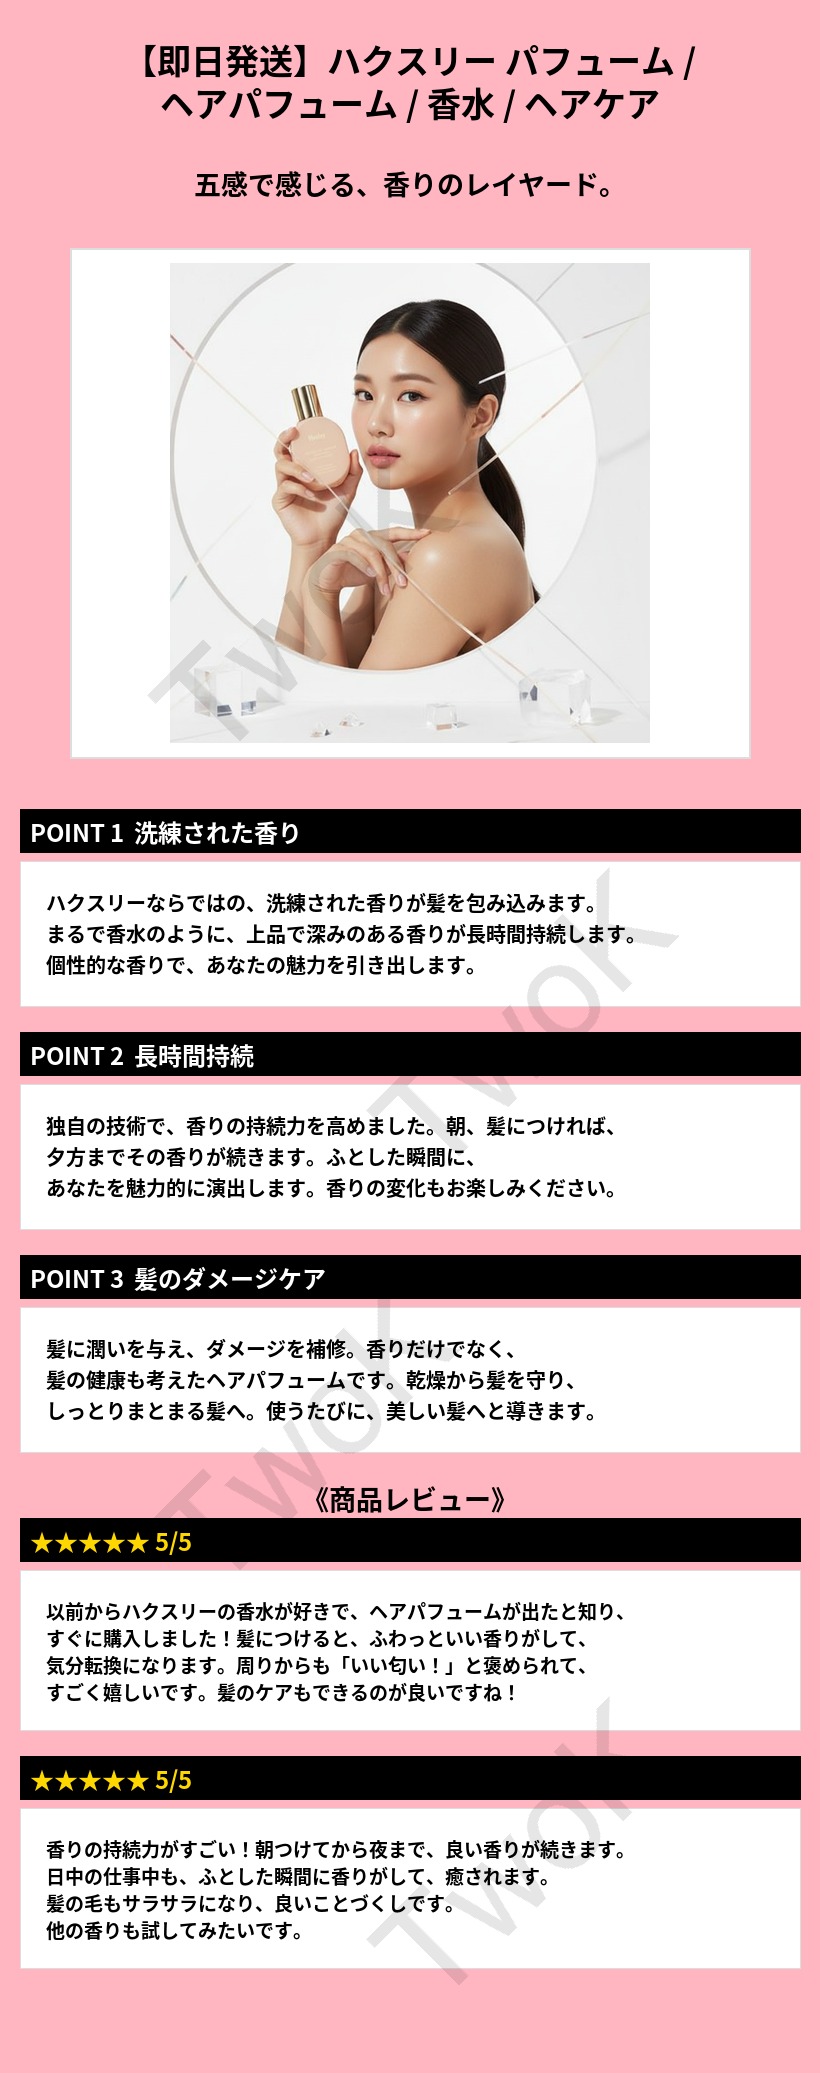 【即日発送】ハクスリー パフューム /
ヘアパフューム / 香水 / ヘアケア
五感で感じる、香りのレイヤード。
TwoK
POINT 1 洗練された香り
ハクスリーならではの、洗練された香りが髪を包み込みます。
まるで香水のように、上品で深みのある香りが長時間持続します。
個性的な香りで、あなたの魅力を引き出します。
TwoK
POINT 2 長時間持続
独自の技術で、香りの持続力を高めました。朝、髪につければ、
夕方までその香りが続きます。ふとした瞬間に、
あなたを魅力的に演出します。香りの変化もお楽しみください。
POINT 3 髪のダメージケア
髪に潤いを与え、ダメージを補修。香りだけでなく、
髪の健康も考えたヘアパフュームです。乾燥から髪を守り、
しっとりまとまる髪へ。使うたびに、美しい髪へと導きます。
TwoK
《商品レビュー》
★★★★★ 5/5
以前からハクスリーの香水が好きで、ヘアパフュームが出たと知り、
すぐに購入しました！髪につけると、ふわっといい香りがして、
気分転換になります。周りからも「いい匂い！」と褒められて、
すごく嬉しいです。髪のケアもできるのが良いですね！
★★★★★ 5/5
香りの持続力がすごい！朝つけてから夜まで、良い香りが続きます。
日中の仕事中も、ふとした瞬間に香りがして、癒されます。
髪の毛もサラサラになり、良いことづくしです。
他の香りも試してみたいです。
TwoK